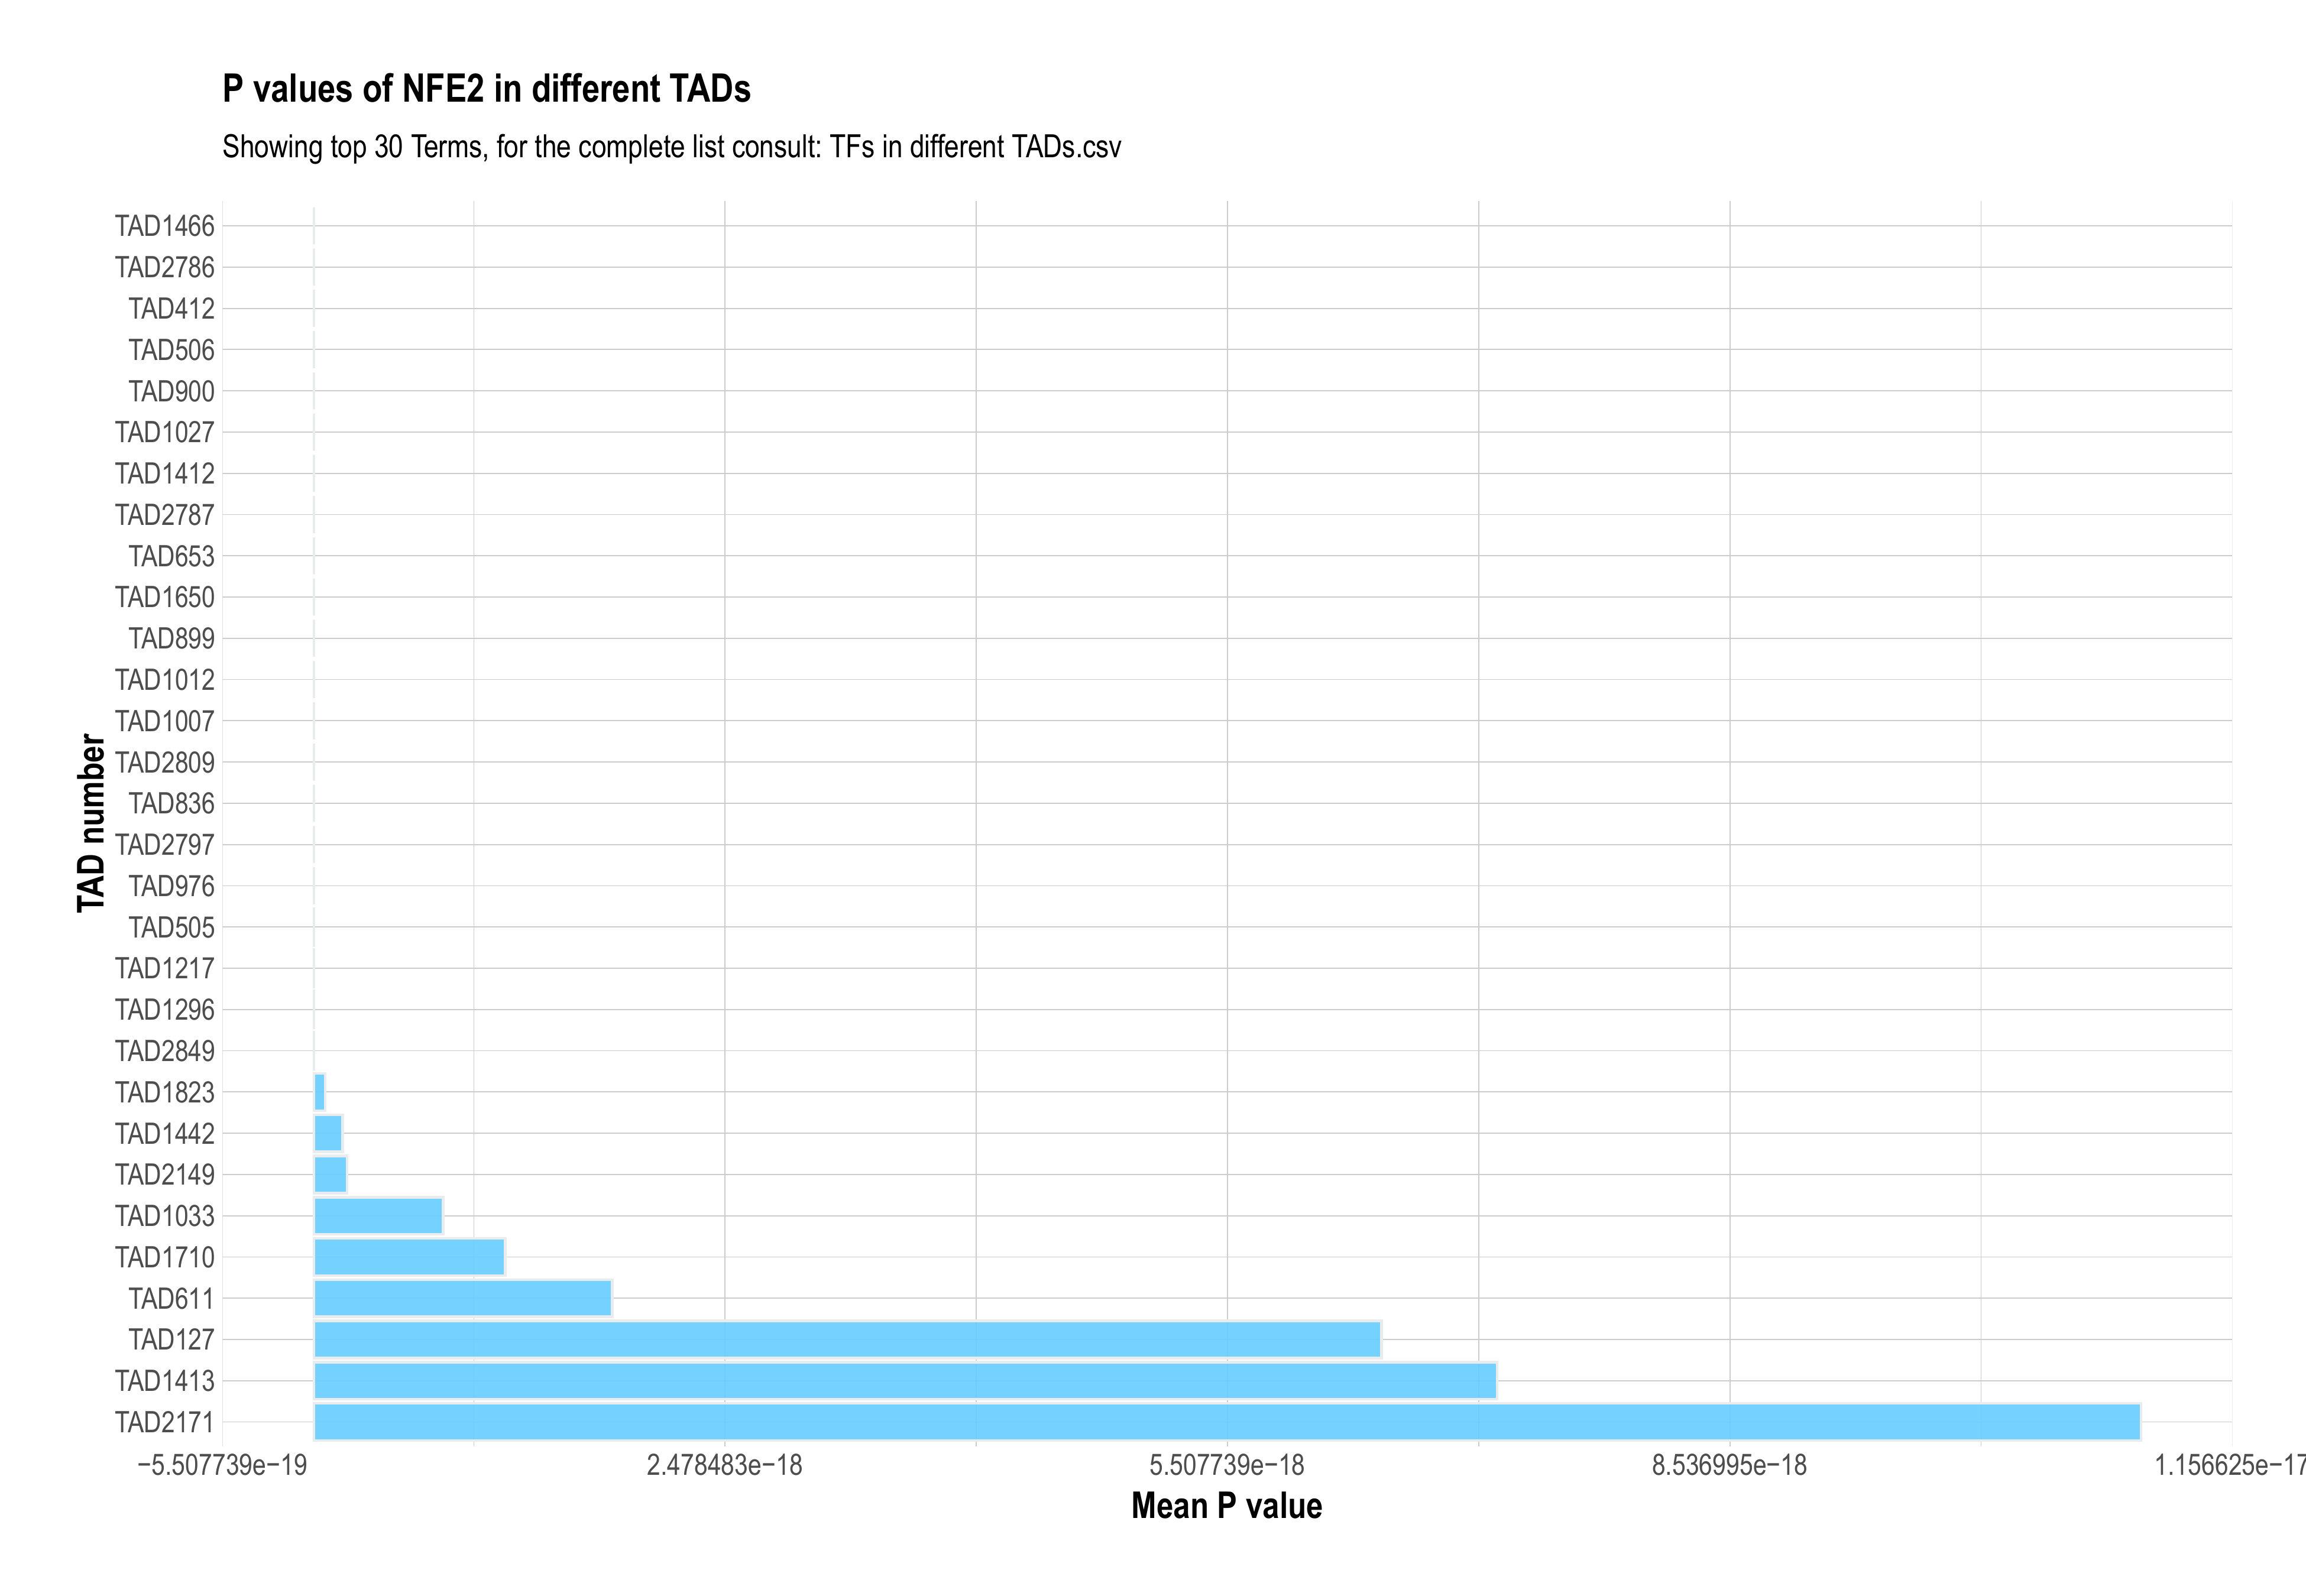 P values of NFE2 in different TADs
Showing top 30 Terms, for the complete list consult: TFs in different TADs.csv
TAD number
TAD1466
TAD2786
TAD412
TAD506
TAD900
TAD1027
TAD1412
TAD2787
TAD653
TAD1650
TAD899
TAD1012
TAD1007
TAD2809
TAD836
TAD2797
TAD976
TAD505
TAD1217
TAD1296
TAD2849
TAD1823
TAD1442
TAD2149
TAD1033
TAD1710
TAD611
TAD127
TAD1413
TAD2171
−5.507739e−19 2.478483e−18 5.507739e−18 8.536995e−18 1.156625e−17
Mean P value